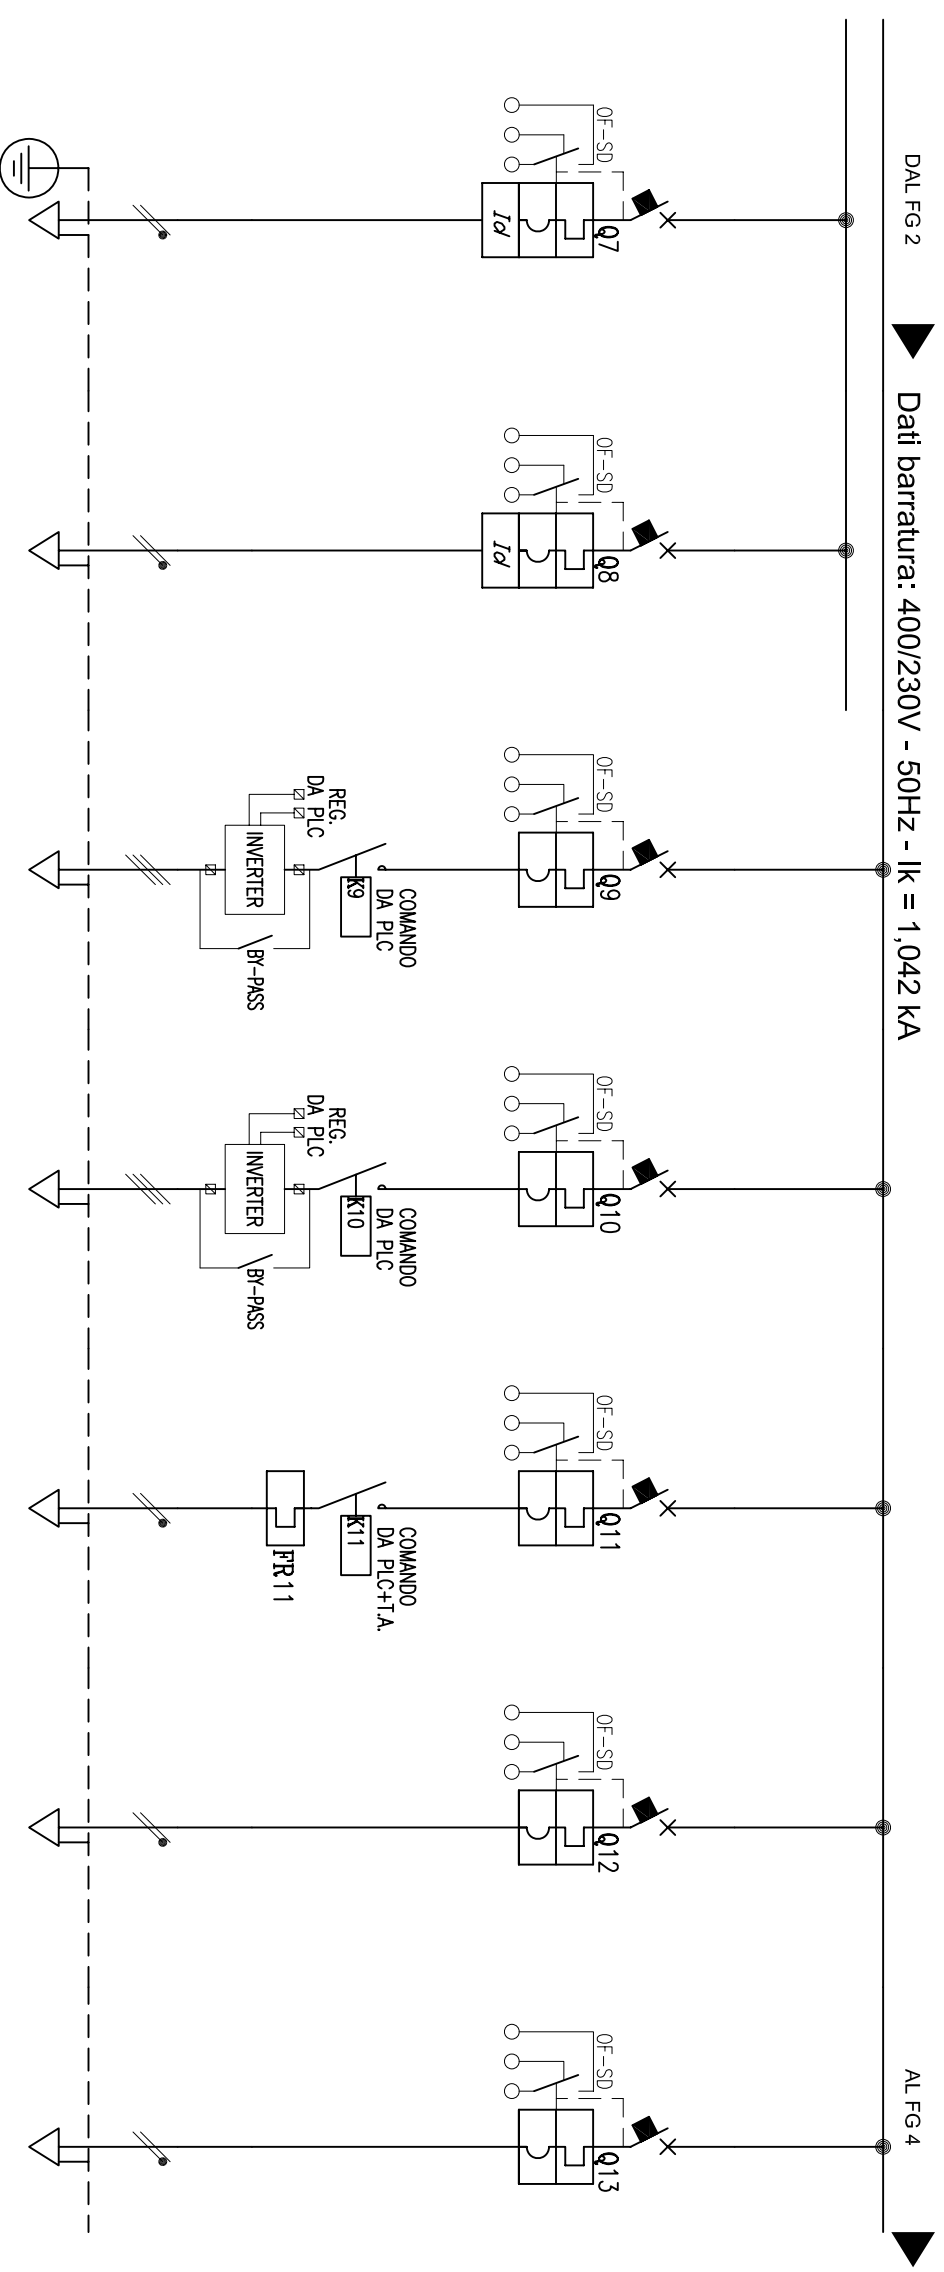 DAL FG 2
Dati barratura: 400/230V - 50Hz - Ik = 1,042 kA
AL FG 4
OF-SD
Q7
Id
OF-SD
Q8
Id
OF-SD
Q9
COMANDO
DA PLC
K9
REG.
DA PLC
INVERTER
BY-PASS
OF-SD
Q10
COMANDO
DA PLC
K10
REG.
DA PLC
INVERTER
BY-PASS
OF-SD
Q11
COMANDO
DA PLC+T.A.
K11
FR11
OF-SD
Q12
OF-SD
Q13